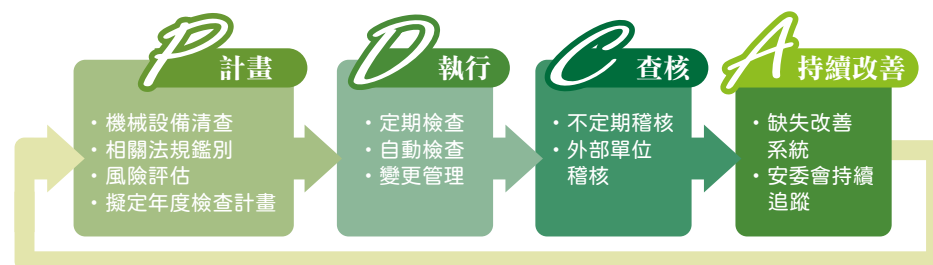 P 計畫
・機械設備清查
・相關法規鑑別
・風險評估
・擬定年度檢查計畫
D 執行
・定期檢查
・自動檢查
・變更管理
C 查核
・不定期稽核
・外部單位
稽核
A 持續改善
・缺失改善
系統
・安委會持續
追蹤